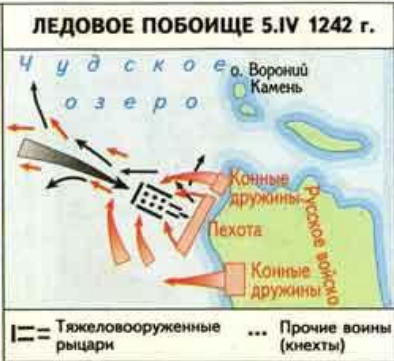 ЛЕДОВОЕ ПОБОИЩЕ 5.IV 1242 г.
Чудское
озеро
о. Вороний
Камень
Конные
дружины
Русское войско
Пехота
Конные
дружины
Тяжеловооруженные
рыцари
Прочие воины
(кнехты)